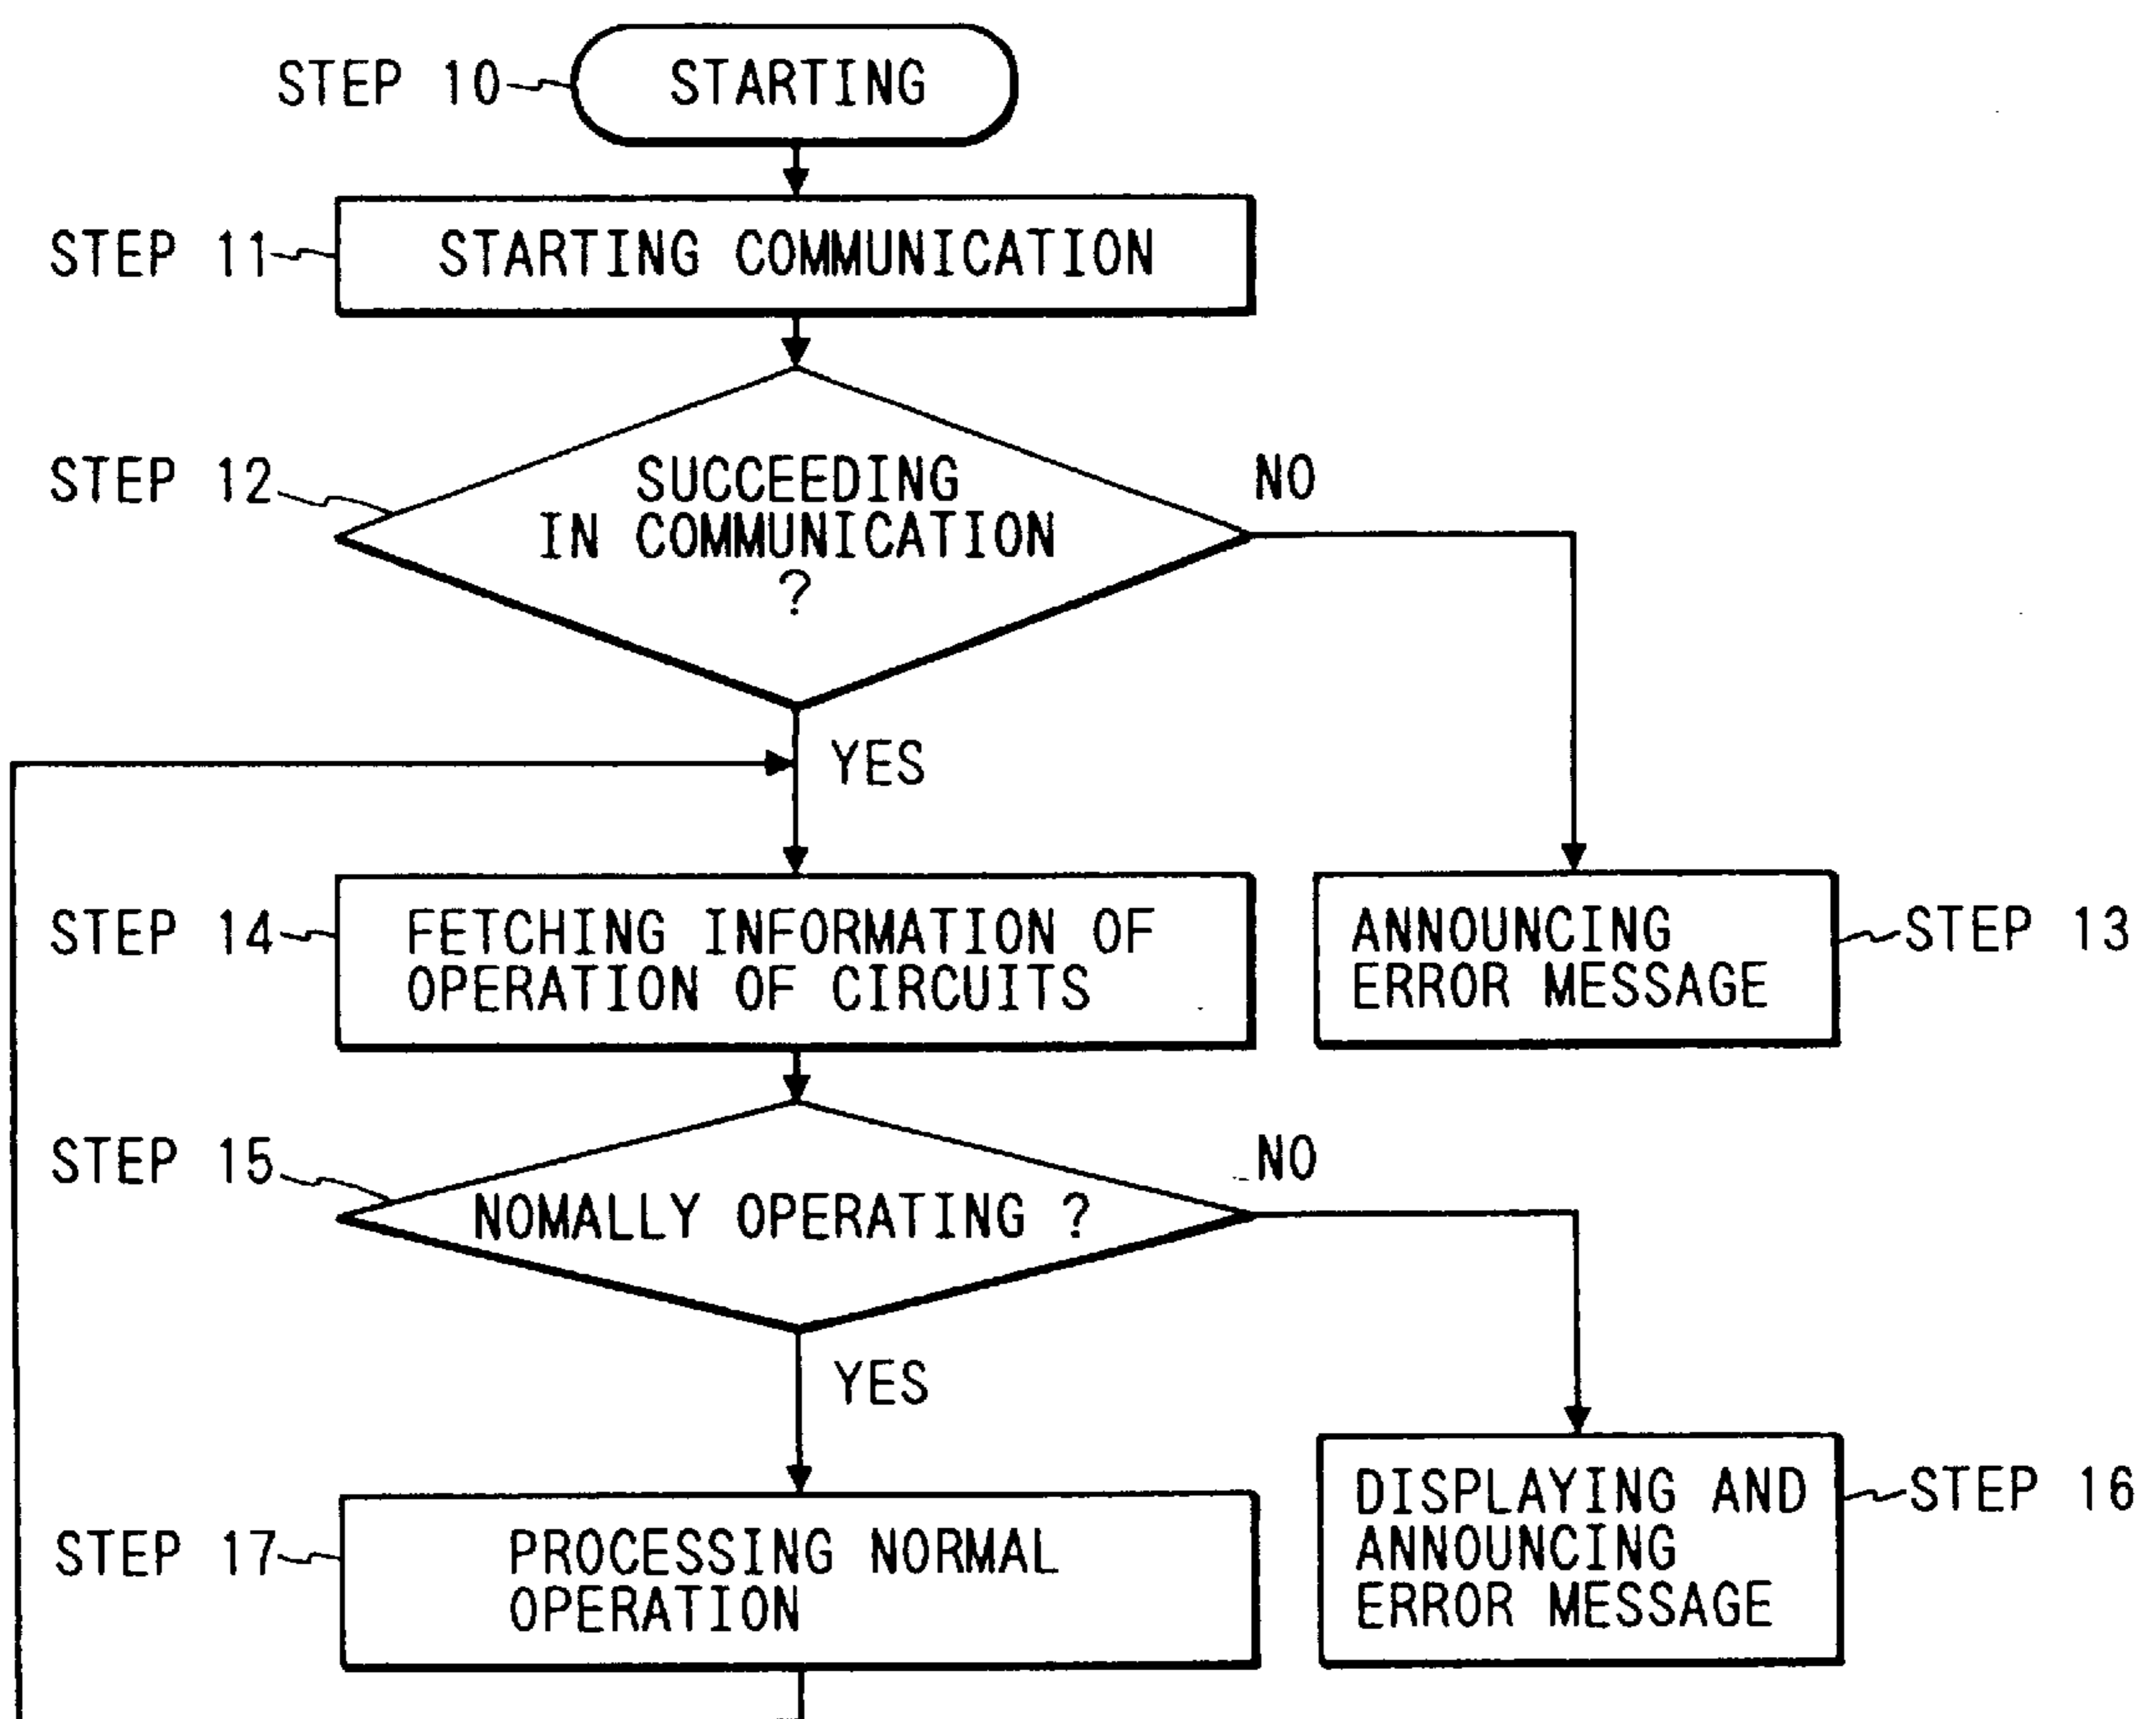 STEP 10
STARTING
STEP 11
STARTING COMMUNICATION
STEP 12
SUCCEEDING
IN COMMUNICATION
?
NO
YES
STEP 14
FETCHING INFORMATION OF
OPERATION OF CIRCUITS
ANNOUNCING
ERROR MESSAGE
STEP 13
STEP 15
NOMALLY OPERATING ?
NO
YES
STEP 17
PROCESSING NORMAL
OPERATION
DISPLAYING AND
ANNOUNCING
ERROR MESSAGE
STEP 16